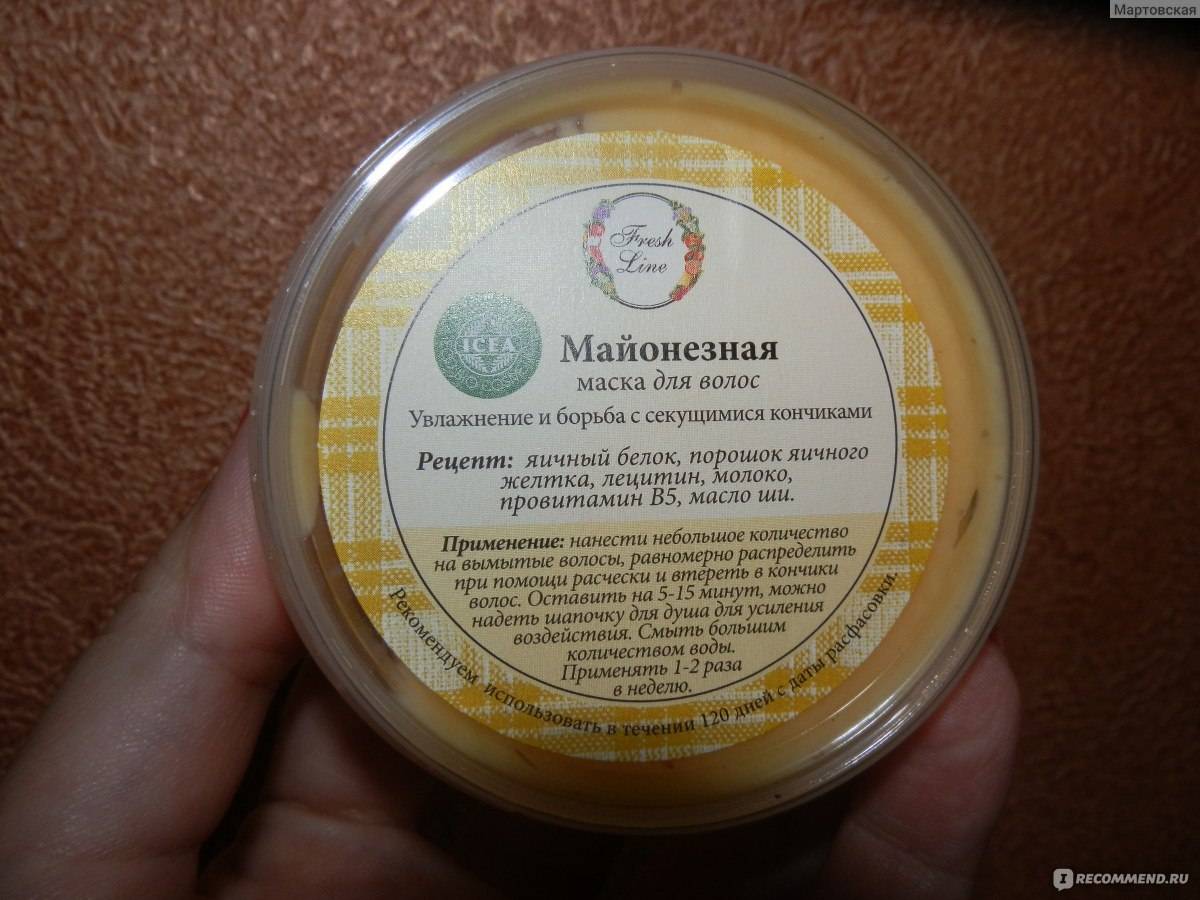 Мартовская
Fresh
Line
ICEA
Майонезная
маска для волос
Увлажнение и борьба с секущимися кончиками
Рецепт: яичный белок, порошок яичного
желтка, лецитин, молоко,
провитамин B5, масло ши.
Применение: нанести небольшое количество
на вымытые волосы, равномерно распределить
при помощи расчески и втереть в кончики
волос. Оставить на 5-15 минут, можно
надеть шапочку для душа для усиления
воздействия. Смыть большим
количеством воды.
Применять 1-2 раза
в неделю.
Рекомендуем использовать в течении 120 дней с даты расфасовки.
IRECOMMEND.RU